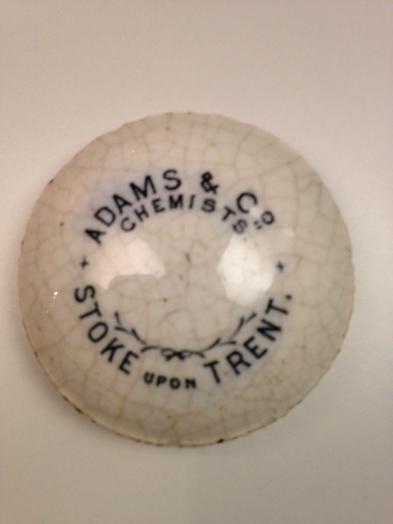 ADAMS & Co.
CHEMISTS.
STOKE UPON TRENT.